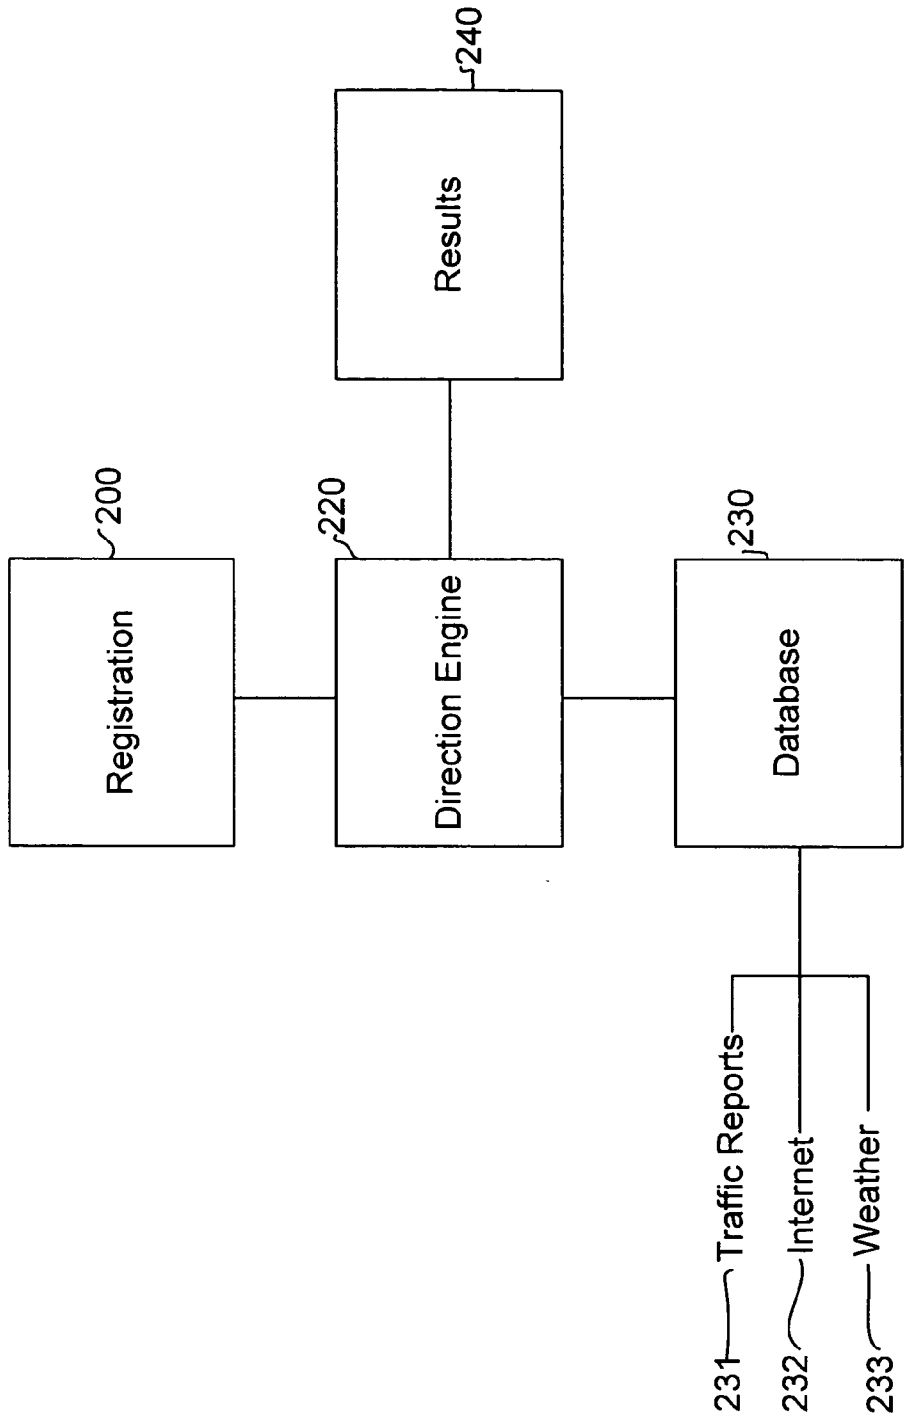 Registration
200
Direction Engine
220
Results
240
Database
230
231
Traffic Reports
232
Internet
233
Weather